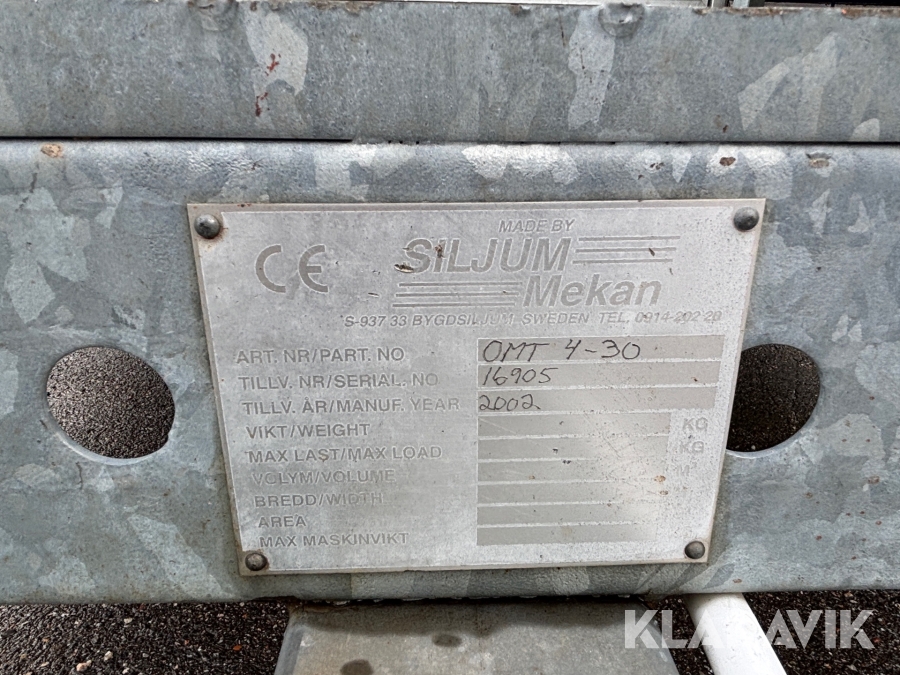 MADE BY
CE SILJUM
Mekan
S-937 33 BYGDSILJUM, SWEDEN TEL. 0914-202 20
ART. NR/PART. NO OMT 4-30
TILLV. NR/SERIAL. NO 16905
TILLV. ÅR/MANUF. YEAR 2002
VIKT/WEIGHT KG
MAX LAST/MAX LOAD KG
VOLYM/VOLUME M³
BREDD/WIDTH
AREA
MAX MASKINVIKT
KLARAVIK